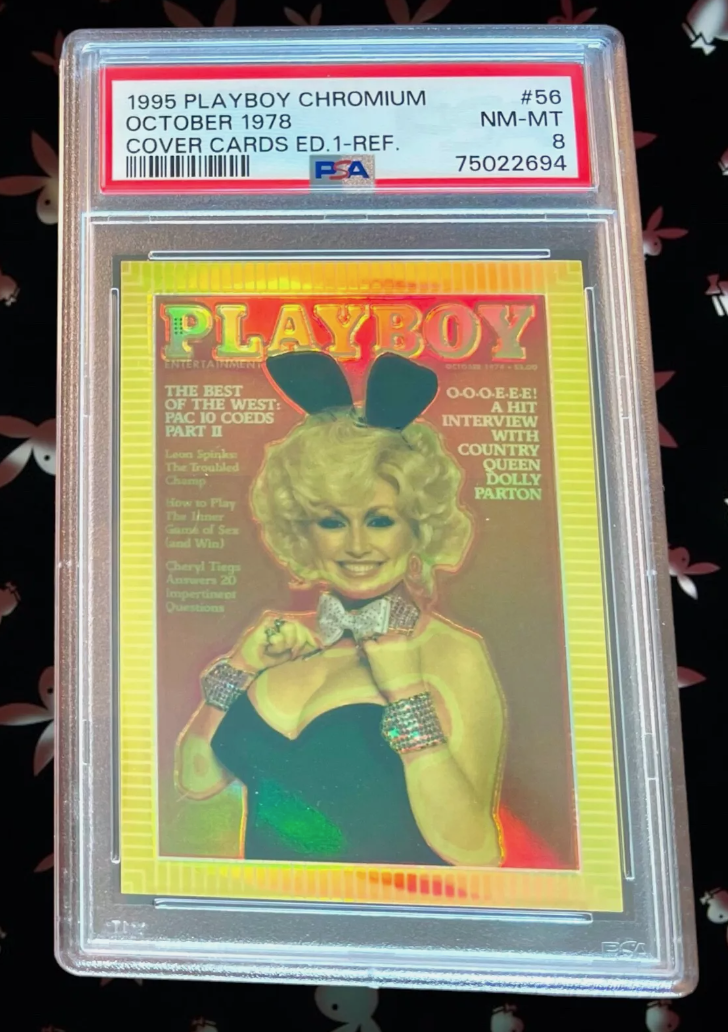 1995 PLAYBOY CHROMIUM #56
OCTOBER 1978 NM-MT
COVER CARDS ED.1-REF. 8
PSA 75022694
PLAYBOY
ENTERTAINMENT
OCTOBER 1978 •
THE BEST
OF THE WEST:
PAC 10 COEDS
PART II
Leon Spinks:
The Troubled
Champ
How to Play
The Inner
Game of Sex
(and Win)
Cheryl Tiegs
Answers 20
Impertinent
Questions
O-O-O-E-E-E!
A HIT
INTERVIEW
WITH
COUNTRY
QUEEN
DOLLY
PARTON
PSA